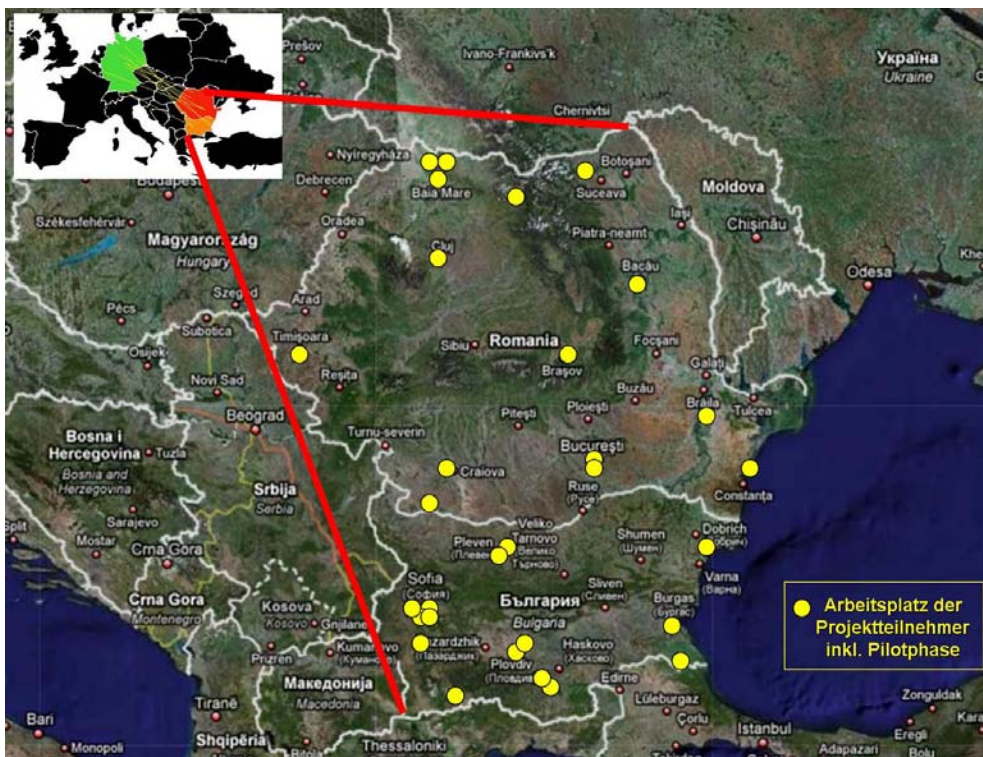 Prešov
Ivano-Frankivs'k
Україна
Ukraine
Chernivtsi
Nyíregyháza
Botoşani
Debrecen
Baia Mare
Suceava
Moldova
Budapest
Székesfehérvár
Oradea
Iaşi
Chişinău
Magyarország
Hungary
Piatra-neamt
Cluj
Bacău
Odesa
Szeged
Arad
Pécs
Subotica
Timişoara
Romania
Focşani
Osijek
Sibiu
Braşov
Galaţi
Novi Sad
Reşiţa
Buzău
Brăila
Tulcea
Beograd
Piteşti
Ploieşti
Bosna i
Hercegovina
Bosnia and
Herzegovina
Tuzla
Turnu-severin
Bucureşti
Craiova
Srbija
Serbia
Ruse
(Русе)
Constanţa
Sarajevo
Split
Mostar
Veliko
Tarnovo
(Велико
Търново)
Pleven
Shumen
(Шумен)
Dobrich
Crna Gora
Varna
(Варна)
Crna Gora
Montenegro
Kosova
Kosovo
Gnjilane
Sofia
(София)
България
Bulgaria
Sliven
(Сливен)
Burgas
(Бургас)
Arbeitsplatz der
Projektteilnehmer
inkl. Pilotphase
Prizren
Kumanovo
(Куманово)
(Пазарджик)
Plovdiv
Haskovo
(Хасково)
Edirne
Македонија
Macedonia
Tiranë
Lüleburgaz
Zonguldak
Bari
Monopoli
Shqipëria
Bitola
Thessaloniki
Çorlu
Istanbul
Eregli
Adapazari
Bolu